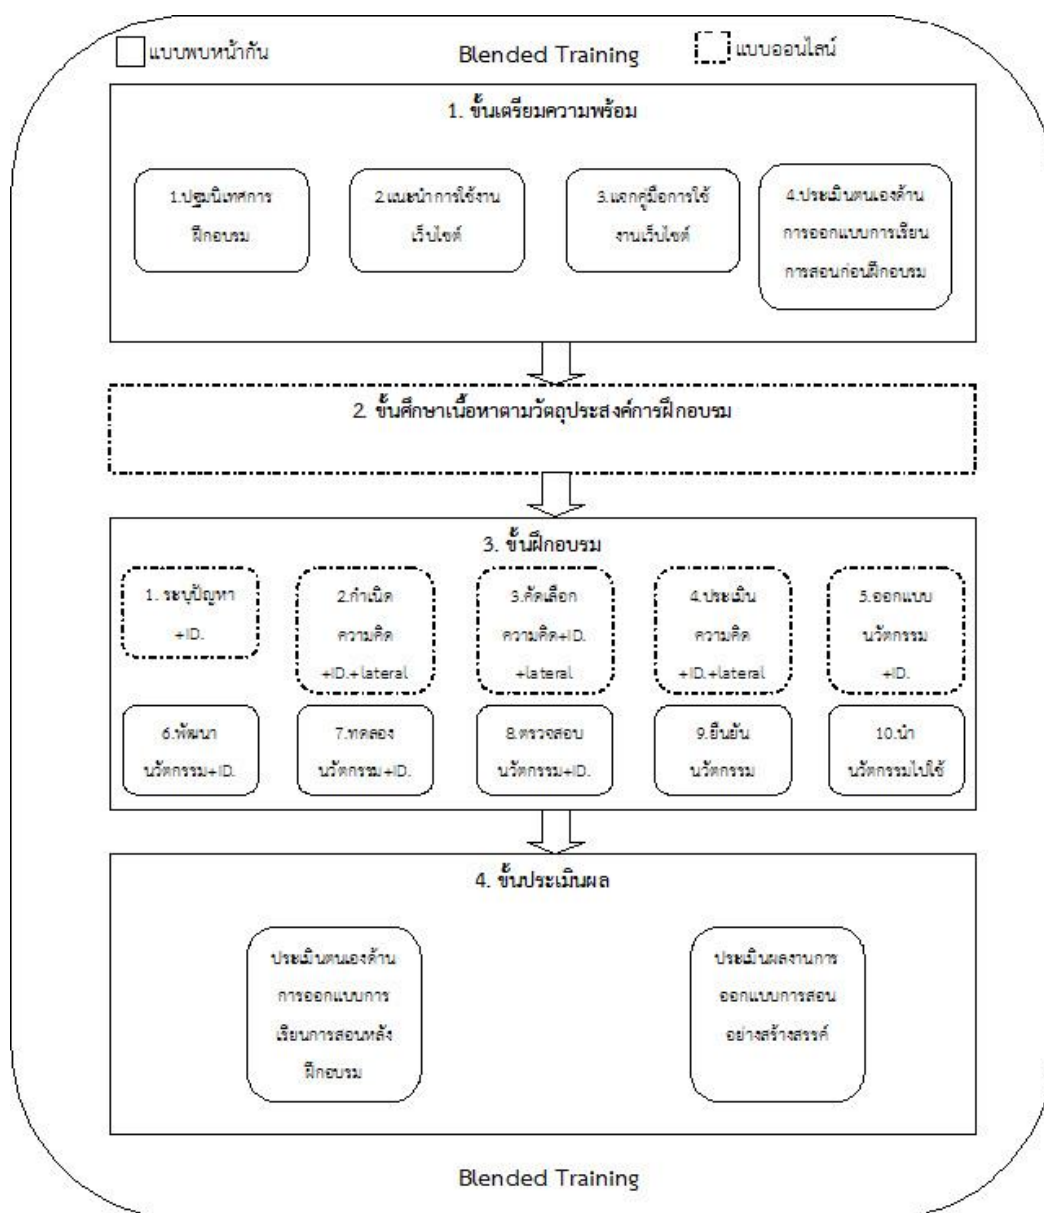 แบบพบหน้ากัน
Blended Training
แบบออนไลน์
1. ขั้นเตรียมความพร้อม
1.ปฐมนิเทศการ
ฝึกอบรม
2.แนะนำการใช้งาน
เว็บไซต์
3.แจกคู่มือการใช้
งานเว็บไซต์
4.ประเมินตนเองด้าน
การออกแบบการเรียน
การสอนก่อนฝึกอบรม
2. ขั้นศึกษาเนื้อหาตามวัตถุประสงค์การฝึกอบรม
3. ขั้นฝึกอบรม
1. ระบุปัญหา
+ID.
2.กำเนิด
ความคิด
+ID.+lateral
3.คัดเลือก
ความคิด+ID.
+lateral
4.ประเมิน
ความคิด
+ID.+lateral
5.ออกแบบ
นวัตกรรม
+ID.
6.พัฒนา
นวัตกรรม+ID.
7.ทดลอง
นวัตกรรม+ID.
8.ตรวจสอบ
นวัตกรรม+ID.
9.ยืนยัน
นวัตกรรม
10.นำ
นวัตกรรมไปใช้
4. ขั้นประเมินผล
ประเมินตนเองด้าน
การออกแบบการ
เรียนการสอนหลัง
ฝึกอบรม
ประเมินผลงานการ
ออกแบบการสอน
อย่างสร้างสรรค์
Blended Training